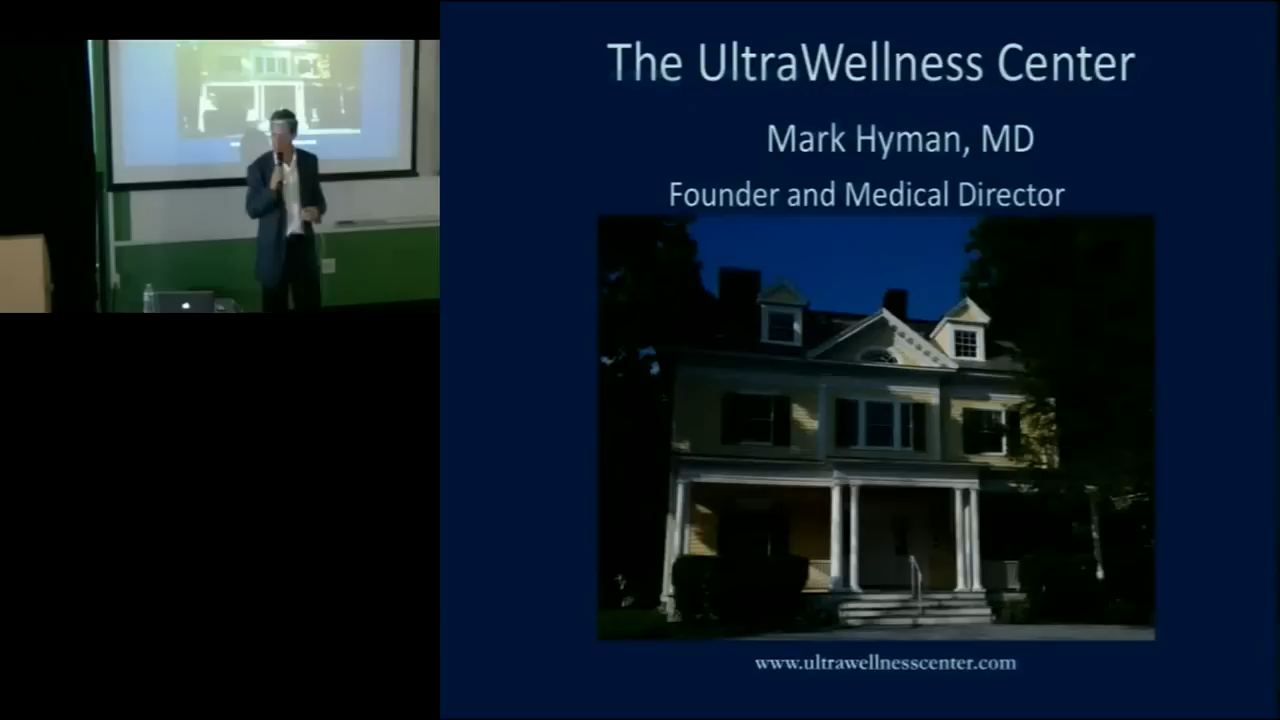 The UltraWellness Center
Mark Hyman, MD
Founder and Medical Director
www.ultrawellnesscenter.com